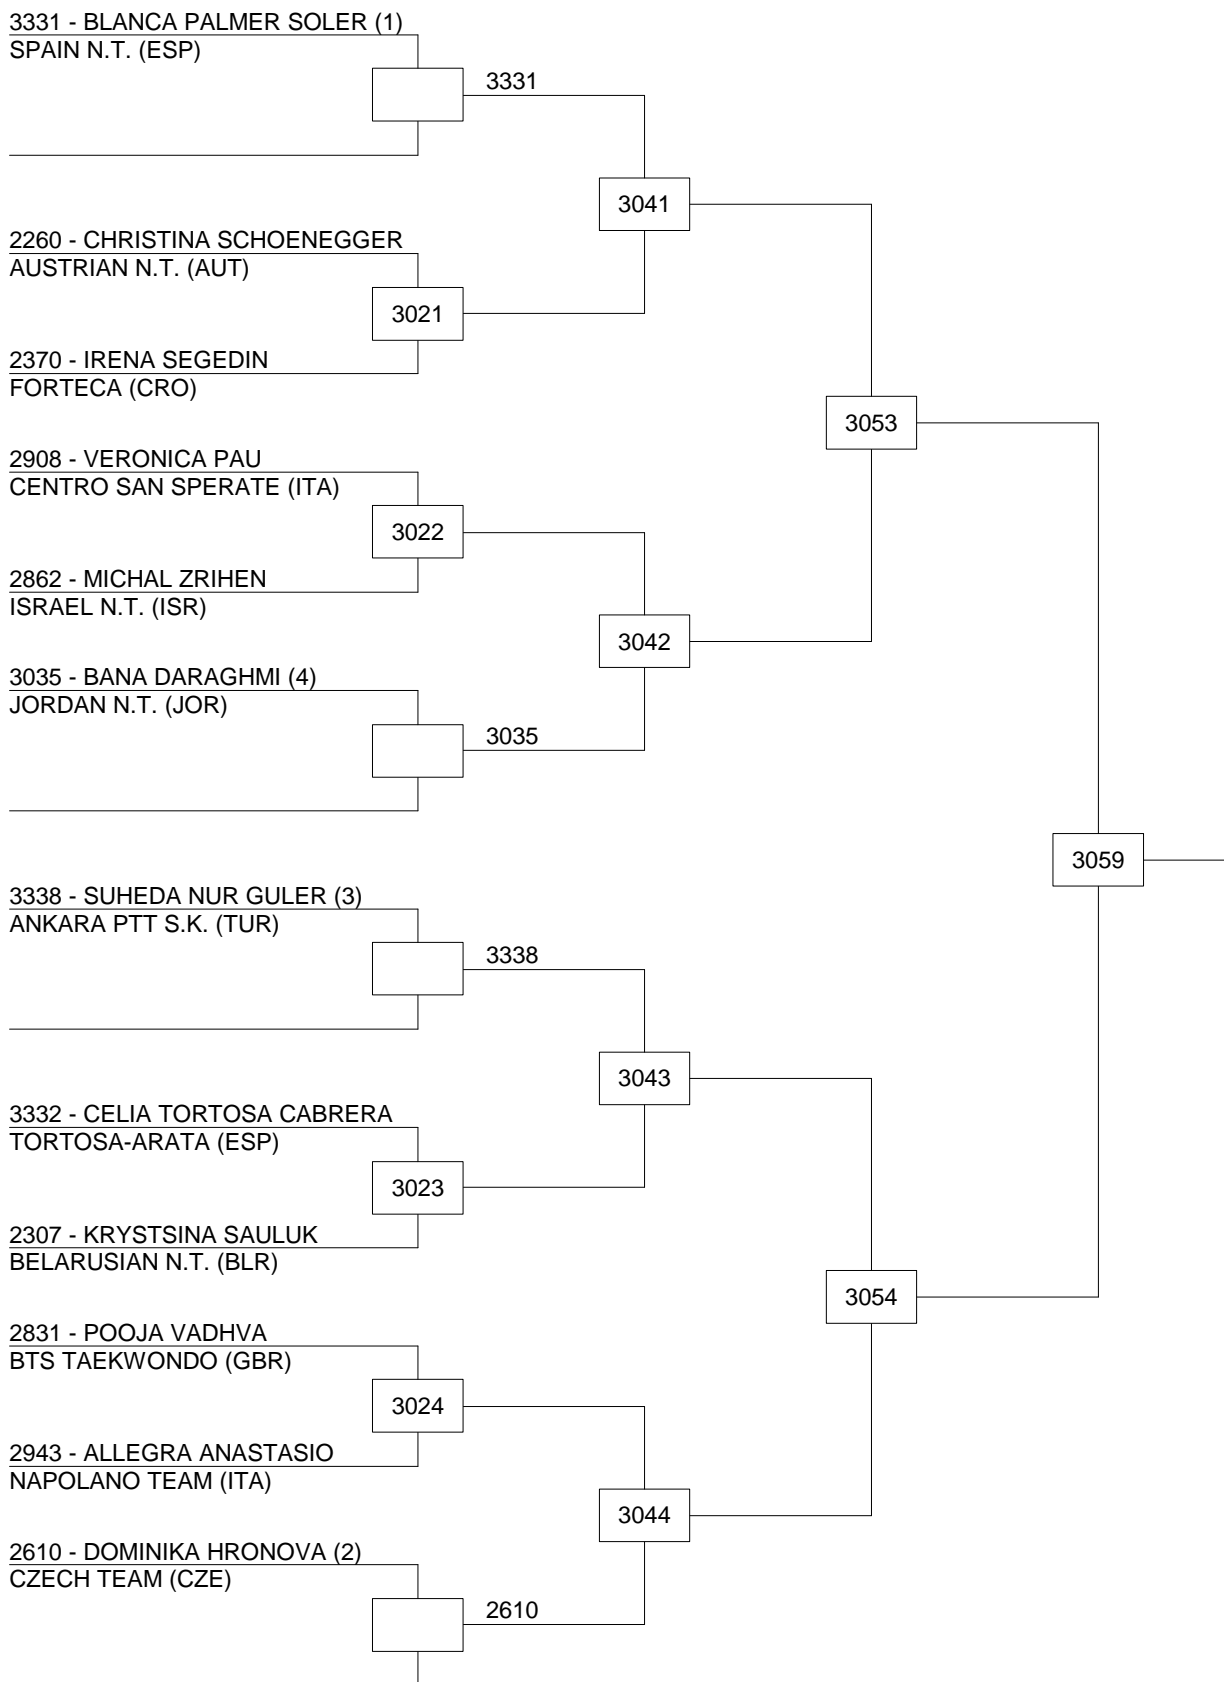 3331 - BLANCA PALMER SOLER (1)
SPAIN N.T. (ESP)
3331
3041
2260 - CHRISTINA SCHOENEGGER
AUSTRIAN N.T. (AUT)
3021
2370 - IRENA SEGEDIN
FORTECA (CRO)
3053
2908 - VERONICA PAU
CENTRO SAN SPERATE (ITA)
3022
2862 - MICHAL ZRIHEN
ISRAEL N.T. (ISR)
3042
3035 - BANA DARAGHMI (4)
JORDAN N.T. (JOR)
3035
3059
3338 - SUHEDA NUR GULER (3)
ANKARA PTT S.K. (TUR)
3338
3043
3332 - CELIA TORTOSA CABRERA
TORTOSA-ARATA (ESP)
3023
2307 - KRYSTSINA SAULUK
BELARUSIAN N.T. (BLR)
3054
2831 - POOJA VADHVA
BTS TAEKWONDO (GBR)
3024
2943 - ALLEGRA ANASTASIO
NAPOLANO TEAM (ITA)
3044
2610 - DOMINIKA HRONOVA (2)
CZECH TEAM (CZE)
2610